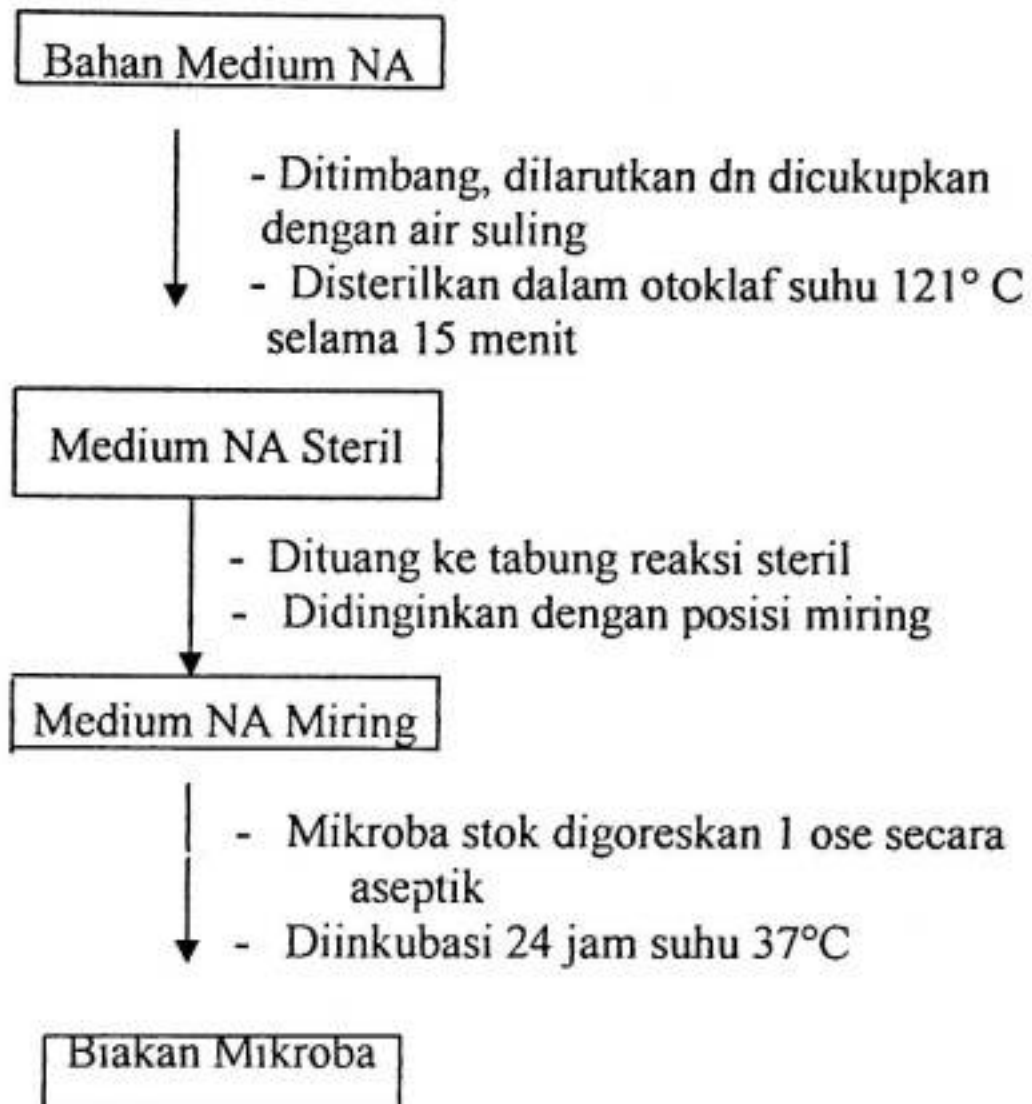 Bahan Medium NA
- Ditimbang, dilarutkan dn dicukupkan
dengan air suling
- Disterilkan dalam otoklaf suhu 121° C
selama 15 menit
Medium NA Steril
- Dituang ke tabung reaksi steril
- Didinginkan dengan posisi miring
Medium NA Miring
- Mikroba stok digoreskan 1 ose secara
aseptik
- Diinkubasi 24 jam suhu 37°C
Biakan Mikroba